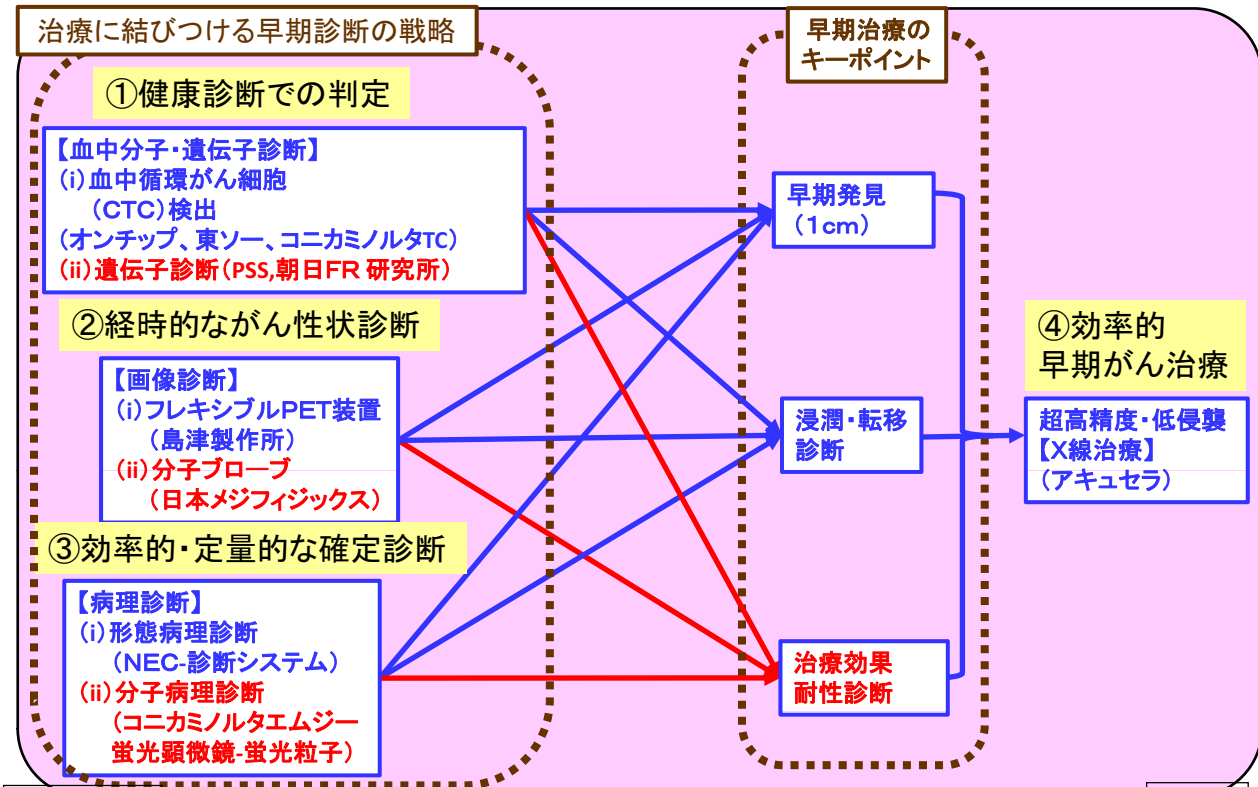 治療に結びつける早期診断の戦略
①健康診断での判定
【血中分子・遺伝子診断】
(i)血中循環がん細胞
（CTC）検出
(オンチップ、東ソー、コニカミノルタTC)
(ii)遺伝子診断(PSS,朝日FR 研究所)
②経時的ながん性状診断
【画像診断】
(i)フレキシブルPET装置
（島津製作所）
(ii)分子プローブ
（日本メジフィジックス）
③効率的・定量的な確定診断
【病理診断】
(i)形態病理診断
（NEC-診断システム）
(ii)分子病理診断
（コニカミノルタエムジー
蛍光顕微鏡-蛍光粒子）
早期治療の
キーポイント
早期発見
（1cm）
浸潤・転移
診断
治療効果
耐性診断
④効率的
早期がん治療
超高精度・低侵襲
【X線治療】
（アキュセラ）